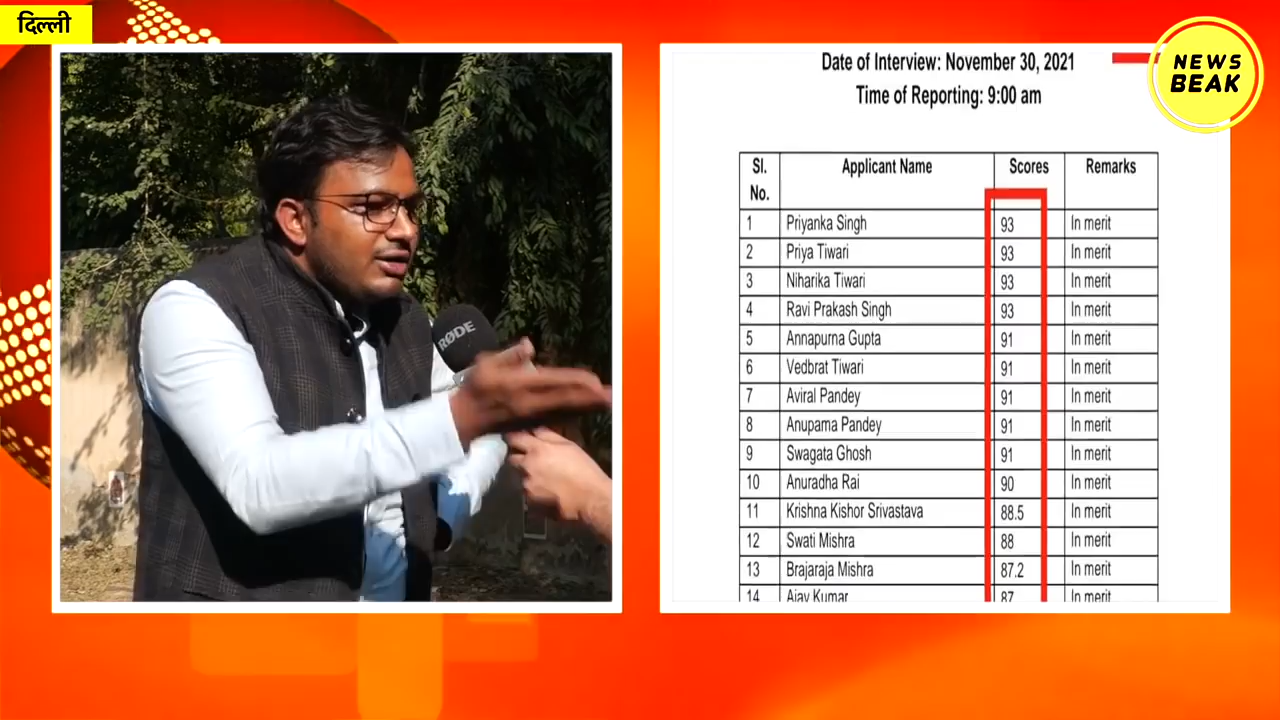 दिल्ली
RØDE
NEWS
BEAK
Date of Interview: November 30, 2021
Time of Reporting: 9:00 am
Sl. No. Applicant Name Scores Remarks
1 Priyanka Singh 93 In merit
2 Priya Tiwari 93 In merit
3 Niharika Tiwari 93 In merit
4 Ravi Prakash Singh 93 In merit
5 Annapurna Gupta 91 In merit
6 Vedbrat Tiwari 91 In merit
7 Aviral Pandey 91 In merit
8 Anupama Pandey 91 In merit
9 Swagata Ghosh 91 In merit
10 Anuradha Rai 90 In merit
11 Krishna Kishor Srivastava 88.5 In merit
12 Swati Mishra 88 In merit
13 Brajaraja Mishra 87.2 In merit
14 Ajay Kumar 87 In merit